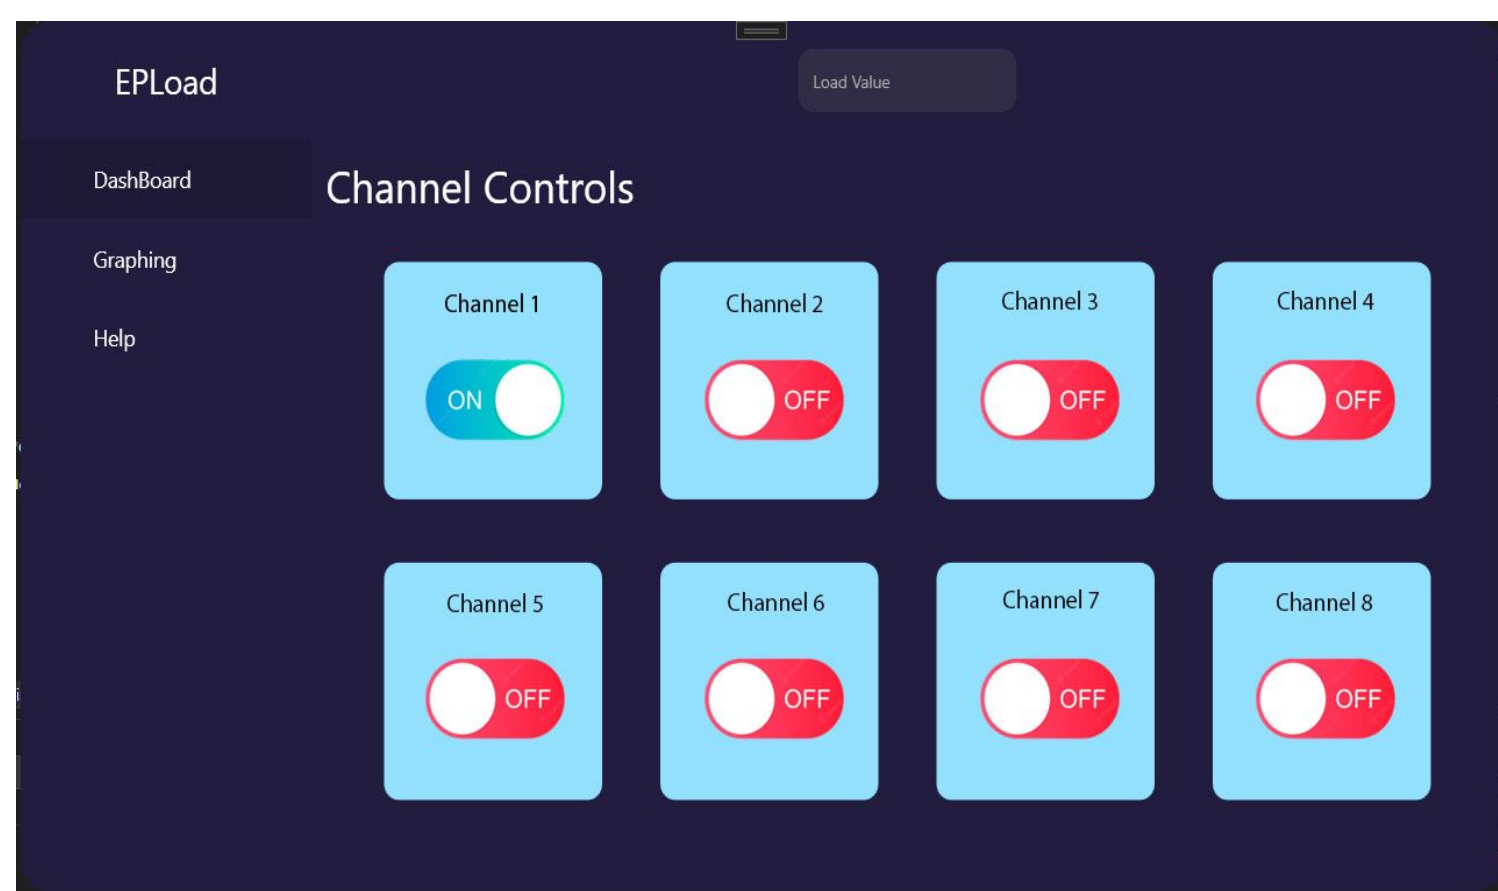 EPLoad
Load Value
DashBoard
Graphing
Help
Channel Controls
Channel 1
ON
Channel 2
OFF
Channel 3
OFF
Channel 4
OFF
Channel 5
OFF
Channel 6
OFF
Channel 7
OFF
Channel 8
OFF